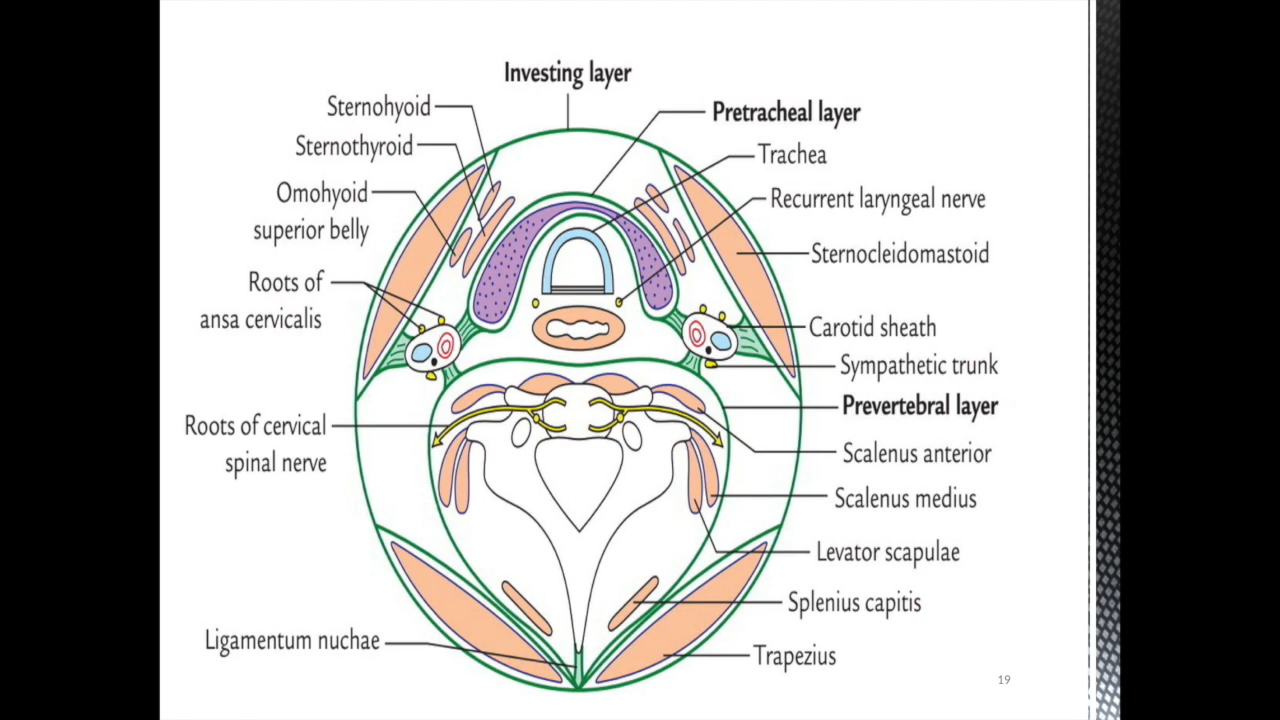 Investing layer
Sternohyoid
Sternothyroid
Omohyoid
superior belly
Roots of
ansa cervicalis
Roots of cervical
spinal nerve
Ligamentum nuchae
Pretracheal layer
Trachea
Recurrent laryngeal nerve
Sternocleidomastoid
Carotid sheath
Sympathetic trunk
Prevertebral layer
Scalenus anterior
Scalenus medius
Levator scapulae
Splenius capitis
Trapezius
19